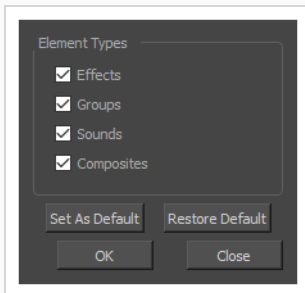 Element Types
Effects
Groups
Sounds
Composites
Set As Default Restore Default
OK Close